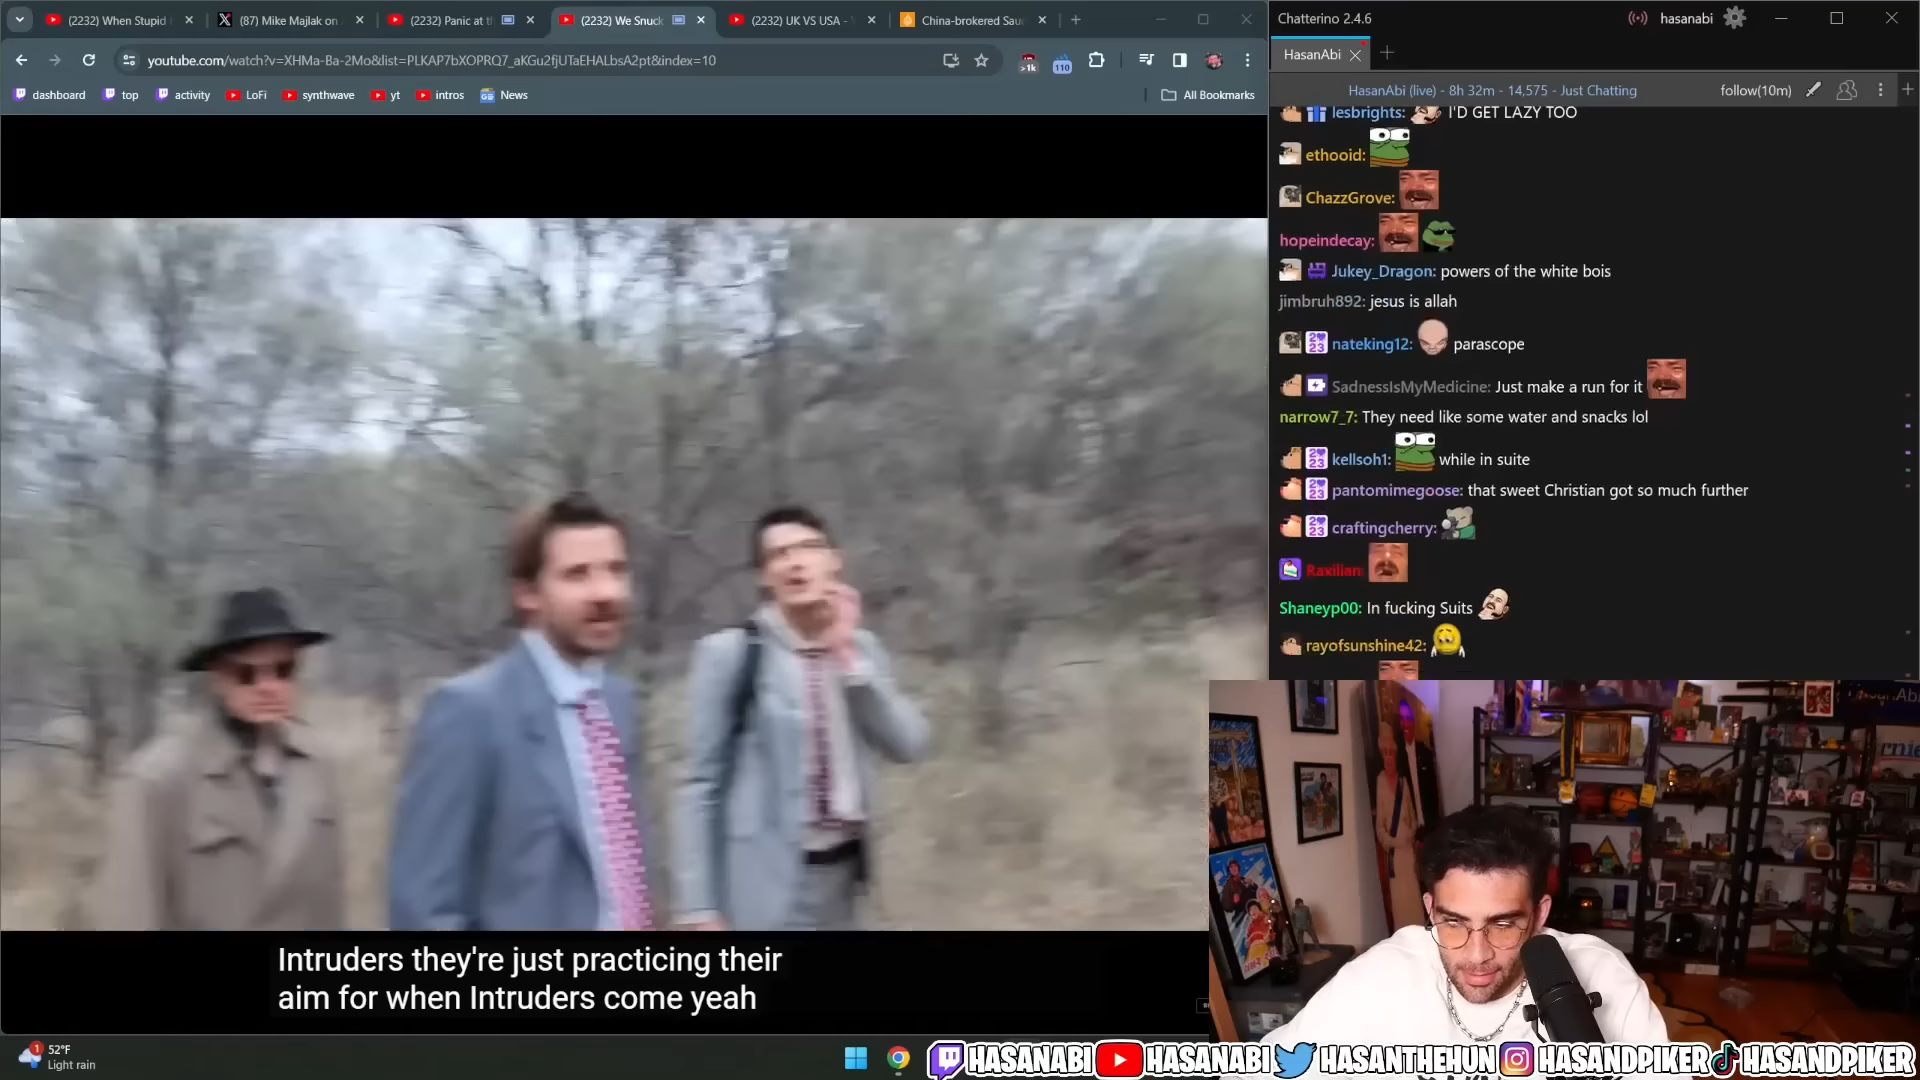 (2232) When Stupid
(87) Mike Majlak on
(2232) Panic at t
(2232) We Snuck
(2232) UK VS USA -
China-brokered Sau
youtube.com/watch?v=XHMa-Ba-2Mo&list=PLKAP7bXOPRQ7_aKGu2fjUTaEHALbsA2pt&index=10
>1k
110
dashboard
top
activity
LoFi
synthwave
yt
intros
News
All Bookmarks
Intruders they're just practicing their
aim for when Intruders come yeah
1
52°F
Light rain
Chatterino 2.4.6
hasanabi
HasanAbi
HasanAbi (live) - 8h 32m - 14,575 - Just Chatting
follow(10m)
lesbrights: I'D GET LAZY TOO
ethooid:
ChazzGrove:
hopeindecay:
Jukey_Dragon: powers of the white bois
jimbruh892: jesus is allah
nateking12: parascope
SadnessIsMyMedicine: Just make a run for it
narrow7_7: They need like some water and snacks lol
kellsoh1: while in suite
pantomimegoose: that sweet Christian got so much further
craftingcherry:
Raxilian:
Shaneyp00: In fucking Suits
rayofsunshine42:
HASANABI
HASANABI
HASANTHEHUN
HASANDPIKER
HASANDPIKER